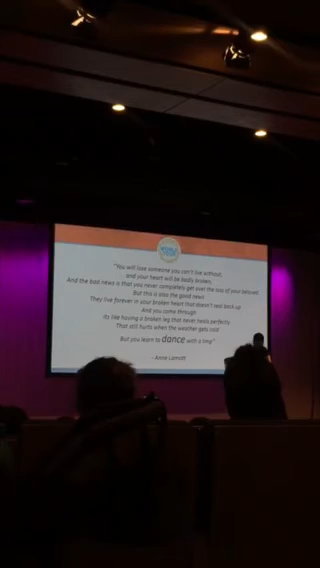 "You will lose someone you can't live without,
and your heart will be badly broken,
And the bad news is that you never completely get over the loss of your beloved!
But this is also the good news
They live forever in your broken heart that doesn't seal back up
And you come through
its like having a broken leg that never heals perfectly
That still hurts when the weather gets cold
But you learn to dance with a limp"
- Anne Lamott